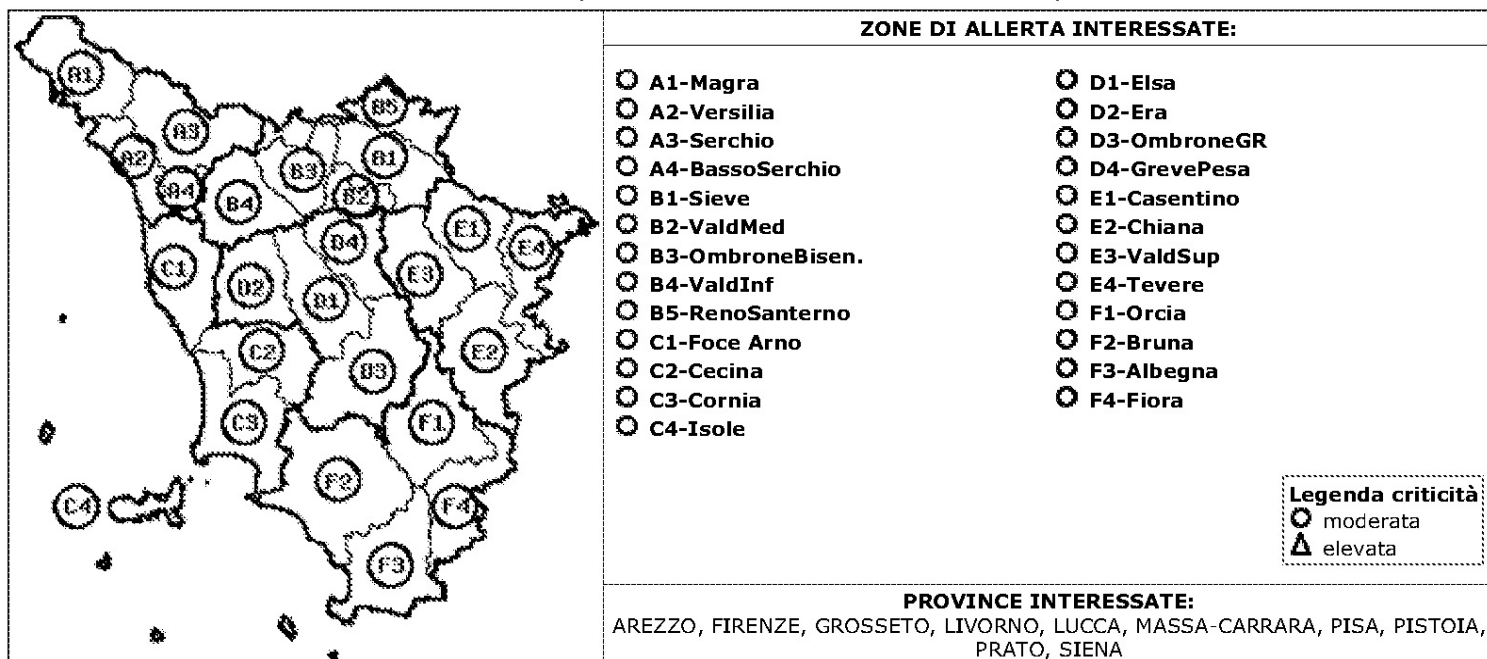 A1
A3
B5
A2
B3
B1
A4
B4
B2
B4
E1
E4
C1
D2
E3
D1
C2
E2
D3
C3
F1
F2
C4
F4
F3
ZONE DI ALLERTA INTERESSATE:
A1-Magra
A2-Versilia
A3-Serchio
A4-BassoSerchio
B1-Sieve
B2-ValdMed
B3-OmbroneBisen.
B4-ValdInf
B5-RenoSanterno
C1-Foce Arno
C2-Cecina
C3-Cornia
C4-Isole
D1-Elsa
D2-Era
D3-OmbroneGR
D4-GrevePesa
E1-Casentino
E2-Chiana
E3-ValdSup
E4-Tevere
F1-Orcia
F2-Bruna
F3-Albegna
F4-Fiora
Legenda criticità
moderata
elevata
PROVINCE INTERESSATE:
AREZZO, FIRENZE, GROSSETO, LIVORNO, LUCCA, MASSA-CARRARA, PISA, PISTOIA,
PRATO, SIENA